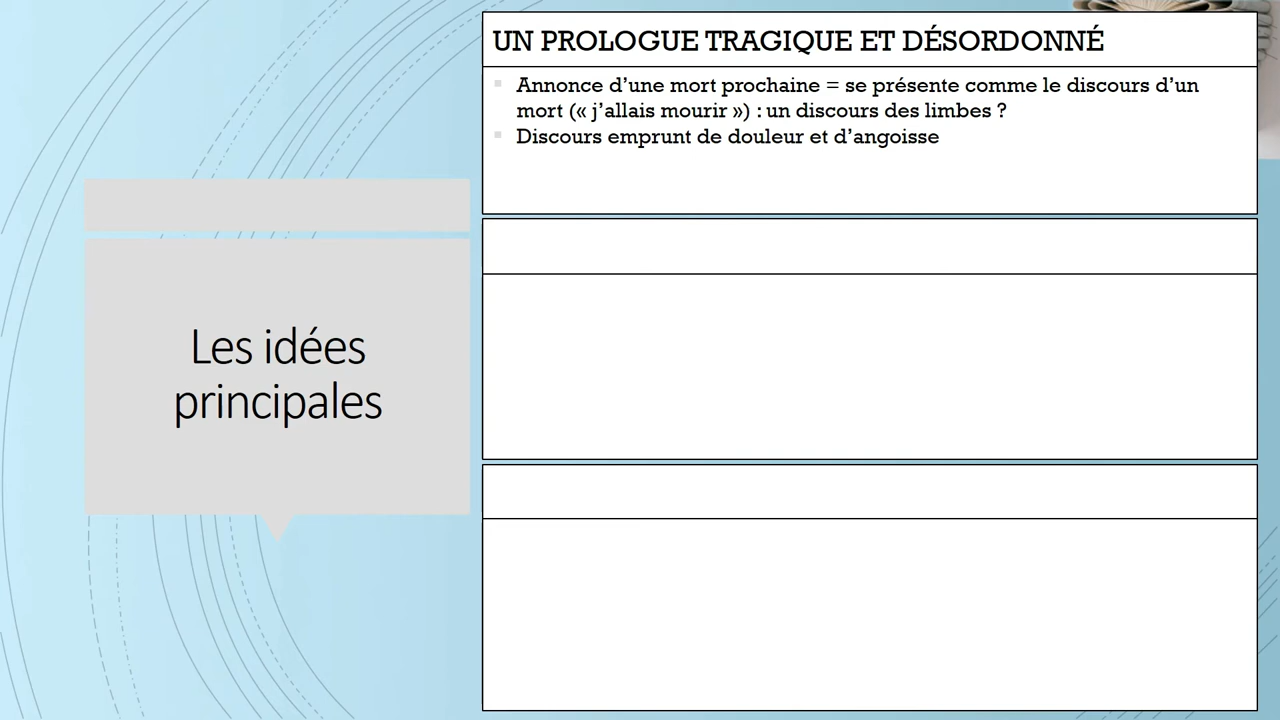 UN PROLOGUE TRAGIQUE ET DÉSORDONNÉ
Annonce d’une mort prochaine = se présente comme le discours d’un
mort (« j’allais mourir ») : un discours des limbes ?
Discours emprunt de douleur et d’angoisse
Les idées
principales